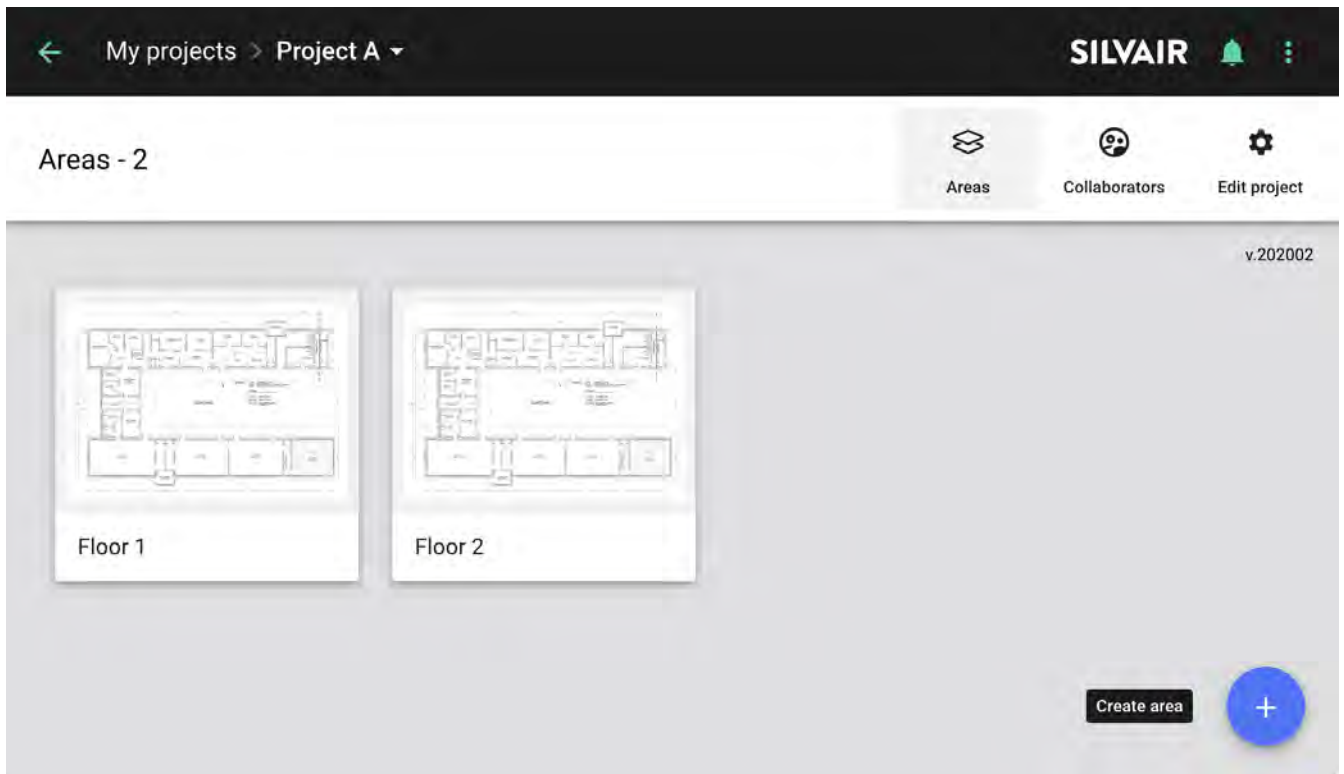 My projects > Project A
SILVAIR
Areas - 2
Areas
Collaborators
Edit project
v.202002
Floor 1
Floor 2
Create area